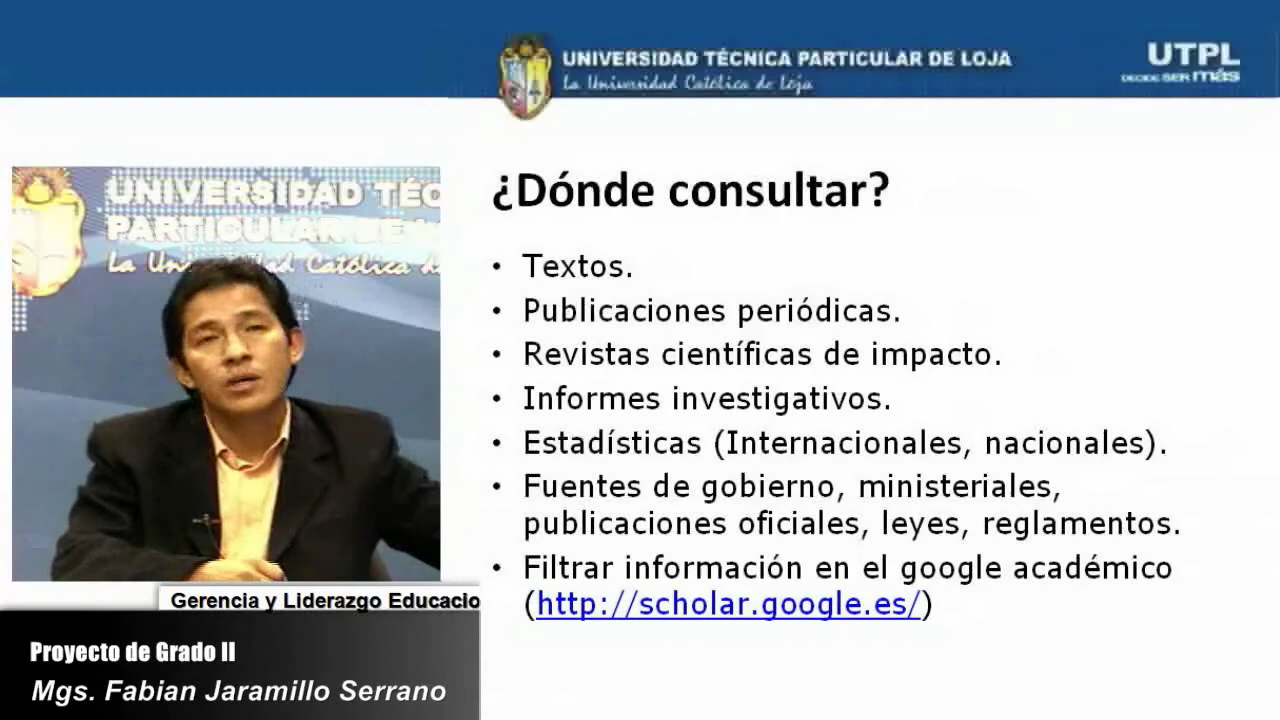 UNIVERSIDAD TÉCNICA PARTICULAR DE LOJA
La Universidad Católica de Loja
UTPL
DECIDE SER más
UNIVERSIDAD TÉC
PARTICULAR DE
La Católica de
¿Dónde consultar?
• Textos.
• Publicaciones periódicas.
• Revistas científicas de impacto.
• Informes investigativos.
• Estadísticas (Internacionales, nacionales).
• Fuentes de gobierno, ministeriales,
publicaciones oficiales, leyes, reglamentos.
• Filtrar información en el google académico
(http://scholar.google.es/)
Gerencia y Liderazgo Educacio
Proyecto de Grado II
Mgs. Fabian Jaramillo Serrano